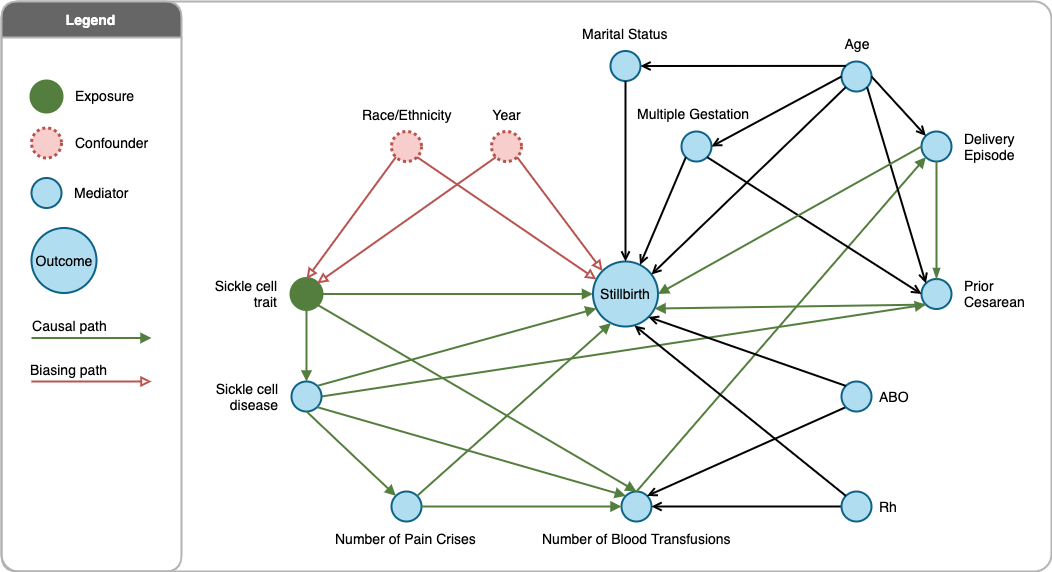 Legend
Exposure
Confounder
Mediator
Outcome
Causal path
Biasing path
Marital Status
Age
Race/Ethnicity
Year
Multiple Gestation
Delivery
Episode
Sickle cell
trait
Stillbirth
Prior
Cesarean
Sickle cell
disease
ABO
Rh
Number of Pain Crises
Number of Blood Transfusions